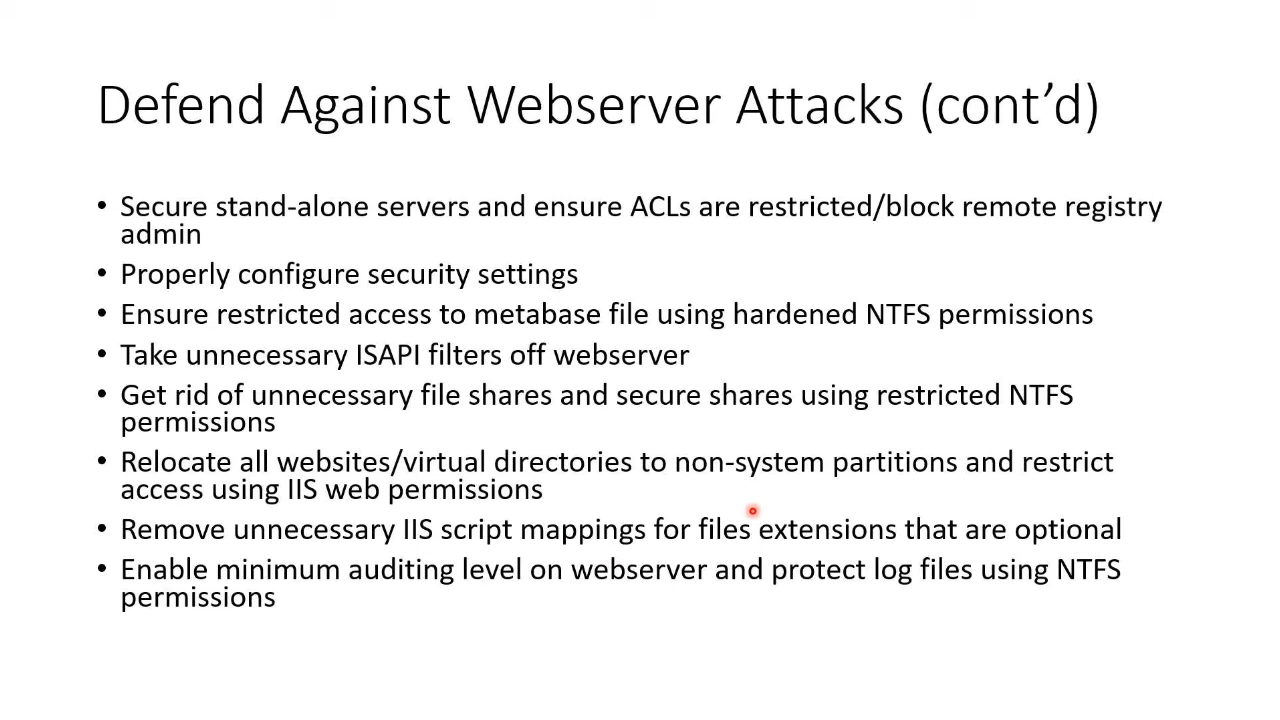 Defend Against Webserver Attacks (cont’d)
• Secure stand-alone servers and ensure ACLs are restricted/block remote registry
admin
• Properly configure security settings
• Ensure restricted access to metabase file using hardened NTFS permissions
• Take unnecessary ISAPI filters off webserver
• Get rid of unnecessary file shares and secure shares using restricted NTFS
permissions
• Relocate all websites/virtual directories to non-system partitions and restrict
access using IIS web permissions
• Remove unnecessary IIS script mappings for files extensions that are optional
• Enable minimum auditing level on webserver and protect log files using NTFS
permissions